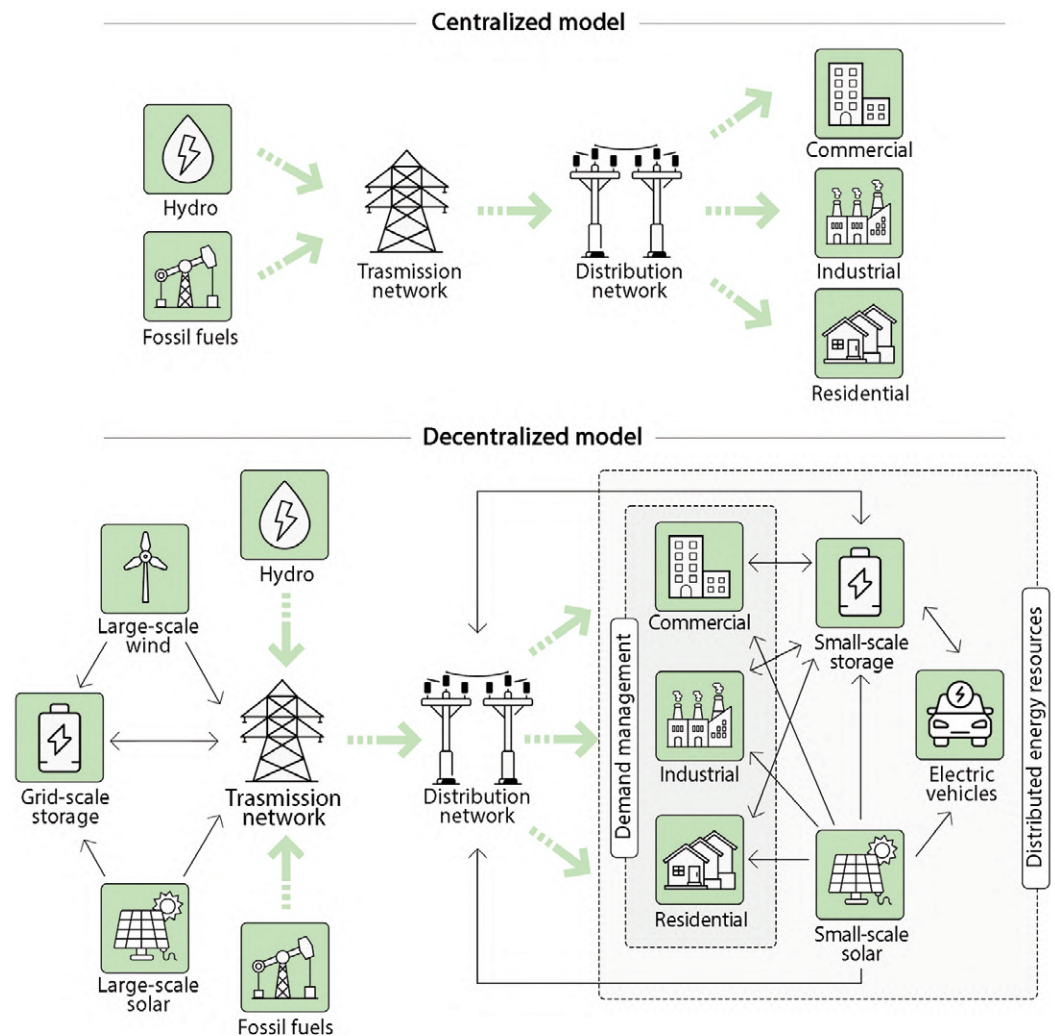 Centralized model
Hydro
Fossil fuels
Trasmission
network
Distribution
network
Commercial
Industrial
Residential
Decentralized model
Large-scale
wind
Hydro
Grid-scale
storage
Large-scale
solar
Trasmission
network
Fossil fuels
Distribution
network
Demand management
Commercial
Industrial
Residential
Small-scale
storage
Electric
vehicles
Small-scale
solar
Distributed energy resources